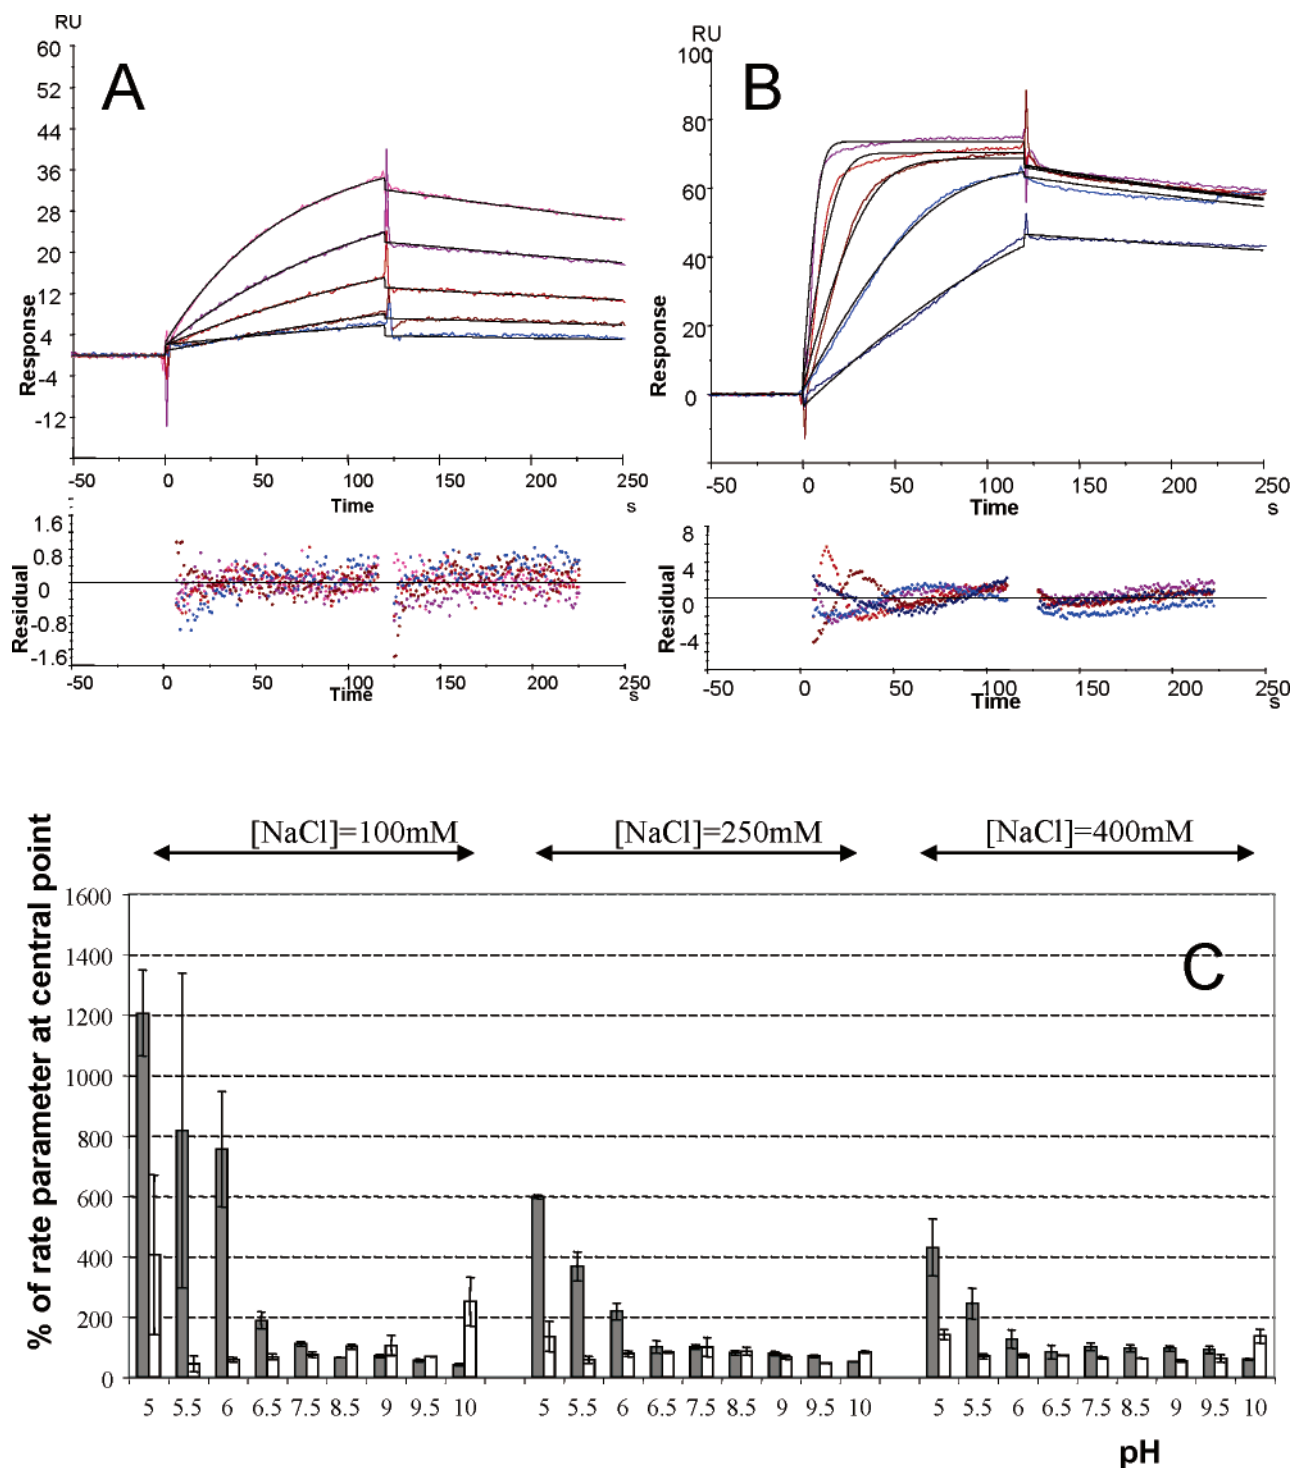 RU
60
52
44
36
28
20
12
4
-4
-12
Response
A
-50 0 50 100 150 200 250
Time s
1.6
0.8
0
-0.8
-1.6
Residual
-50 0 50 100 150 200 250
Time s
RU
100
80
60
40
20
0
Response
B
-50 0 50 100 150 200 250
Time s
8
4
0
-4
Residual
-50 0 50 100 150 200 250
Time s
[NaCl]=100mM [NaCl]=250mM [NaCl]=400mM
% of rate parameter at central point
1600
1400
1200
1000
800
600
400
200
0
C
5 5.5 6 6.5 7.5 8.5 9 9.5 10 5 5.5 6 6.5 7.5 8.5 9 9.5 10 5 5.5 6 6.5 7.5 8.5 9 9.5 10
pH